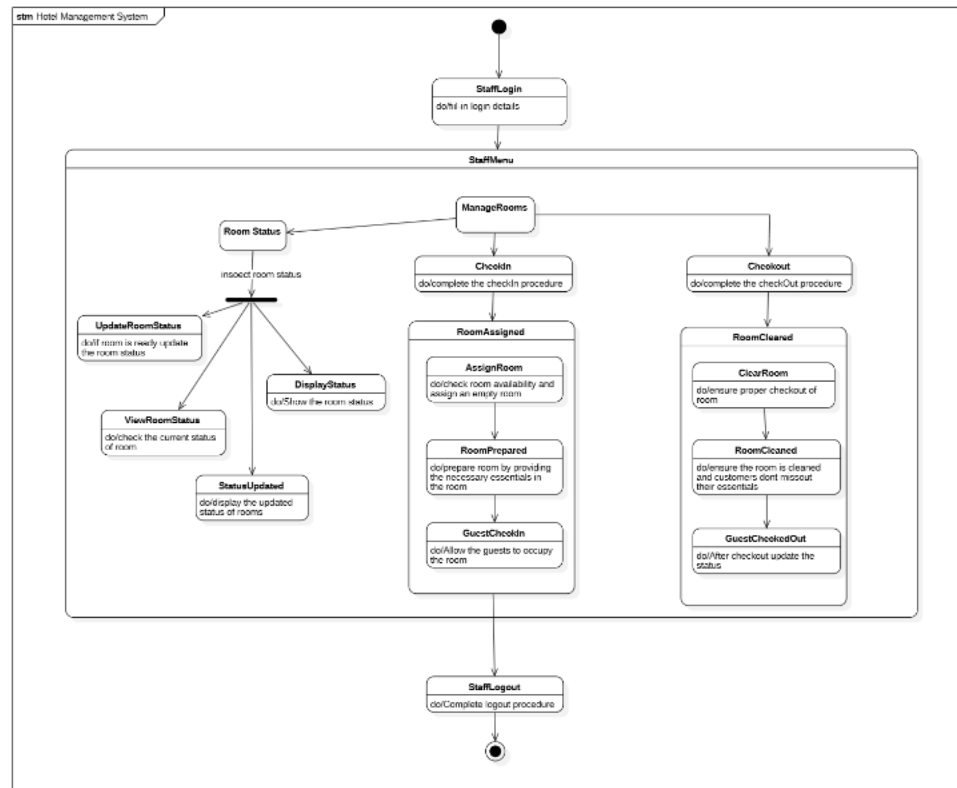 stm Hotel Management System
StaffLogin
do/fill-in login details
StaffMenu
ManageRooms
Room Status
insoect room status
UpdateRoomStatus
do/if room is ready update
the room status
DisplayStatus
do/Show the room status
ViewRoomStatus
do/check the current status
of room
StatusUpdated
do/display the updated
status of rooms
CheckIn
do/complete the checkIn procedure
RoomAssigned
AssignRoom
do/check room availability and
assign an empty room
RoomPrepared
do/prepare room by providing
the necessary essentials in
the room
GuestCheckIn
do/Allow the guests to occupy
the room
Checkout
do/complete the checkOut procedure
RoomCleared
ClearRoom
do/ensure proper checkout of
room
RoomCleaned
do/ensure the room is cleaned
and customers dont missout
their essentials
GuestCheckedOut
do/After checkout update the
status
StaffLogout
do/Complete logout procedure